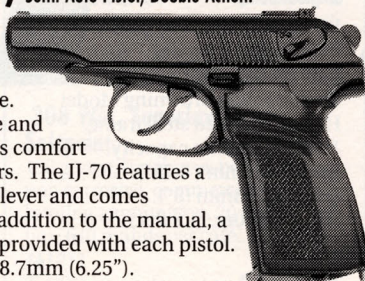 Semi-Auto Pistol, Double Action.
e.
e and
s comfort
rs. The IJ-70 features a
lever and comes
addition to the manual, a
provided with each pistol.
8.7mm (6.25”).